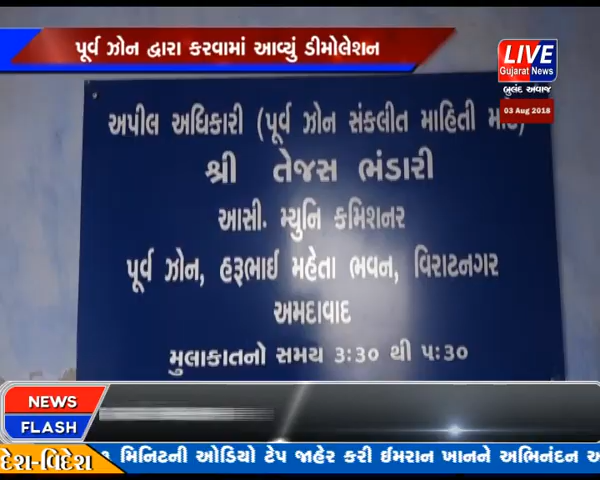 પૂર્વ ઝોન દ્વારા કરવામાં આવ્યું ડીમોલેશન
LIVE
Gujarat News
બુલંદ અવાજ
03 Aug 2018
અપીલ અધિકારી (પૂર્વ ઝોન સંકલીત માહિતી
શ્રી તેજસ ભંડારી
આસી. મ્યુનિ કમિશનર
પૂર્વ ઝોન, હરૂભાઈ મહેતા ભવન, વિરાટનગર
અમદાવાદ
મુલાકાતનો સમય ૩:૩૦ થી ૫:૩૦
NEWS
FLASH
દેશ-વિદેશ
મિનિટની ઓડિયો ટેપ જાહેર કરી ઈમરાન ખાનને અભિનંદન